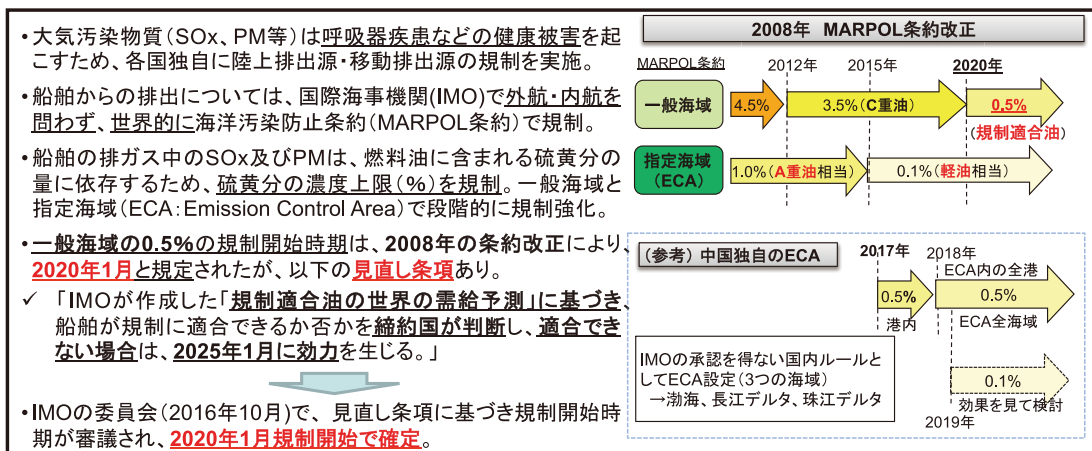 ・大気汚染物質(SOx、PM等)は呼吸器疾患などの健康被害を起
こすため、各国独自に陸上排出源・移動排出源の規制を実施。
・船舶からの排出については、国際海事機関(IMO)で外航・内航を
問わず、世界的に海洋汚染防止条約(MARPOL条約)で規制。
・船舶の排ガス中のSOx及びPMは、燃料油に含まれる硫黄分の
量に依存するため、硫黄分の濃度上限(%)を規制。一般海域と
指定海域(ECA:Emission Control Area)で段階的に規制強化。
・一般海域の0.5%の規制開始時期は、2008年の条約改正により、
2020年1月と規定されたが、以下の見直し条項あり。
✓ 「IMOが作成した「規制適合油の世界の需給予測」に基づき、
船舶が規制に適合できるか否かを締約国が判断し、適合でき
ない場合は、2025年1月に効力を生じる。」
・IMOの委員会(2016年10月)で、見直し条項に基づき規制開始時
期が審議され、2020年1月規制開始で確定。
2008年 MARPOL条約改正
MARPOL条約
2012年
2015年
2020年
一般海域
4.5%
3.5%(C重油)
0.5%
(規制適合油)
指定海域
(ECA)
1.0%(A重油相当)
0.1%(軽油相当)
(参考) 中国独自のECA
2017年
2018年
ECA内の全港
0.5%
0.5%
港内
ECA全海域
IMOの承認を得ない国内ルールと
してECA設定(3つの海域)
→渤海、長江デルタ、珠江デルタ
0.1%
効果を見て検討
2019年